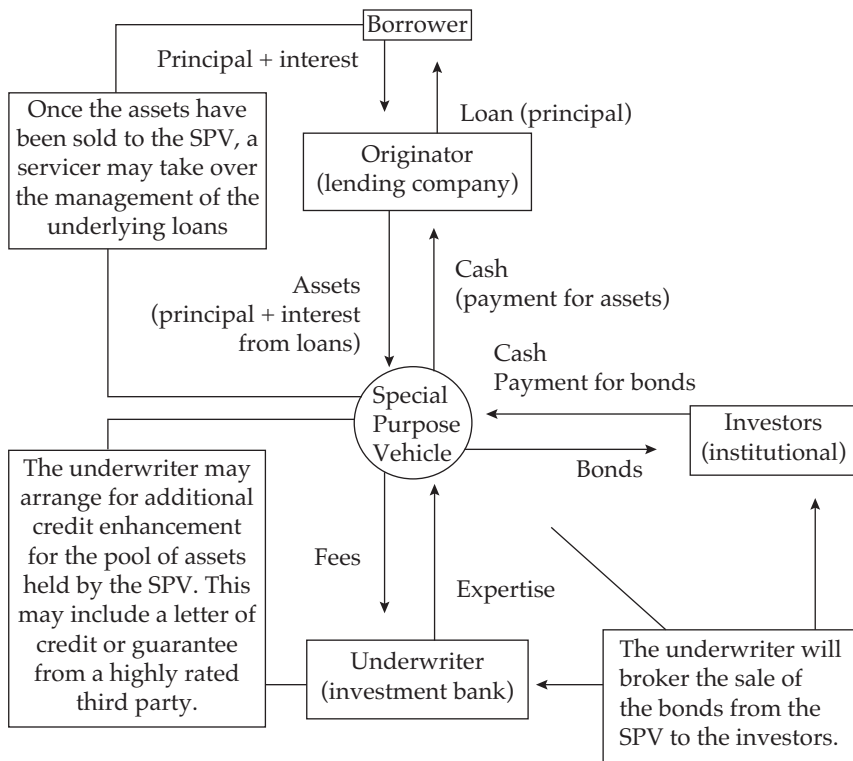 Borrower
Principal + interest
Loan (principal)
Once the assets have
been sold to the SPV, a
servicer may take over
the management of the
underlying loans
Originator
(lending company)
Assets
(principal + interest
from loans)
Cash
(payment for assets)
Cash
Payment for bonds
Special
Purpose
Vehicle
Investors
(institutional)
Bonds
The underwriter may
arrange for additional
credit enhancement
for the pool of assets
held by the SPV. This
may include a letter of
credit or guarantee
from a highly rated
third party.
Fees
Expertise
Underwriter
(investment bank)
The underwriter will
broker the sale of
the bonds from the
SPV to the investors.